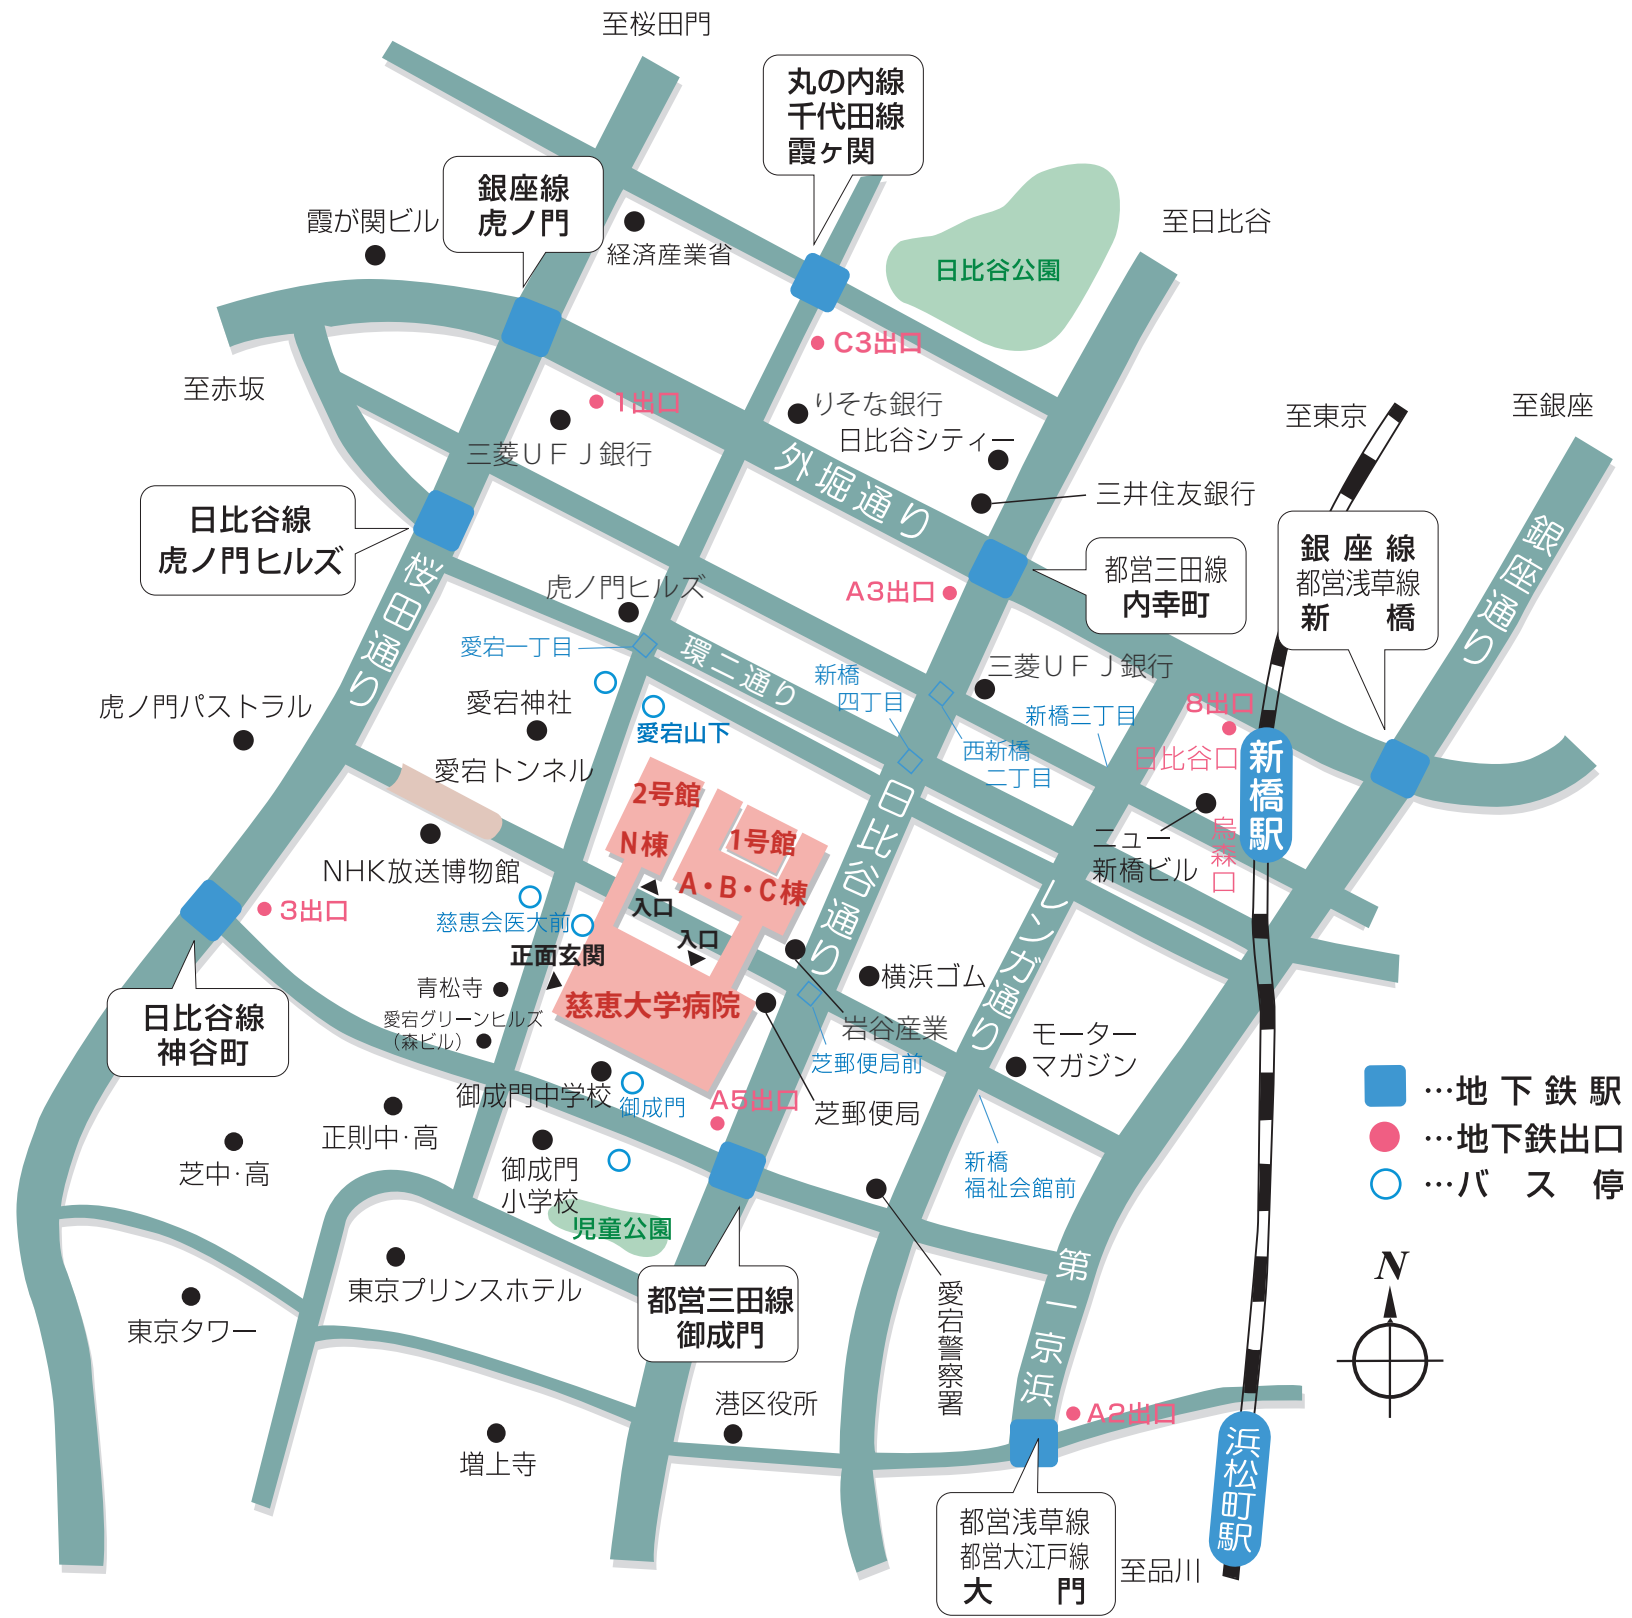 至桜田門
丸の内線
千代田線
霞ヶ関
銀座線
虎ノ門
霞が関ビル
経済産業省
日比谷公園
至日比谷
C3出口
至赤坂
1出口
りそな銀行
日比谷シティー
三菱UFJ銀行
外堀通り
三井住友銀行
至東京
至銀座
日比谷線
虎ノ門ヒルズ
桜田通り
虎ノ門ヒルズ
A3出口
都営三田線
内幸町
銀座線
都営浅草線
新橋
銀座通り
愛宕一丁目
環二通り
新橋
四丁目
三菱UFJ銀行
8出口
新橋三丁目
日比谷口
新橋駅
西新橋
二丁目
虎ノ門パストラル
愛宕神社
愛宕山下
愛宕トンネル
2号館
N棟
1号館
A・B・C棟
日比谷通り
ニュー
新橋ビル
烏森口
NHK放送博物館
入口
入口
3出口
慈恵会医大前
正面玄関
慈恵大学病院
青松寺
愛宕グリーンヒルズ
（森ビル）
横浜ゴム
レンガ通り
岩谷産業
芝郵便局前
モーター
マガジン
日比谷線
神谷町
御成門中学校
御成門
A5出口
芝郵便局
正則中・高
芝中・高
御成門
小学校
児童公園
新橋
福祉会館前
…地下鉄駅
…地下鉄出口
…バス停
N
東京プリンスホテル
東京タワー
都営三田線
御成門
愛宕警察署
第一京浜
港区役所
増上寺
A2出口
浜松町駅
都営浅草線
都営大江戸線
大門
至品川